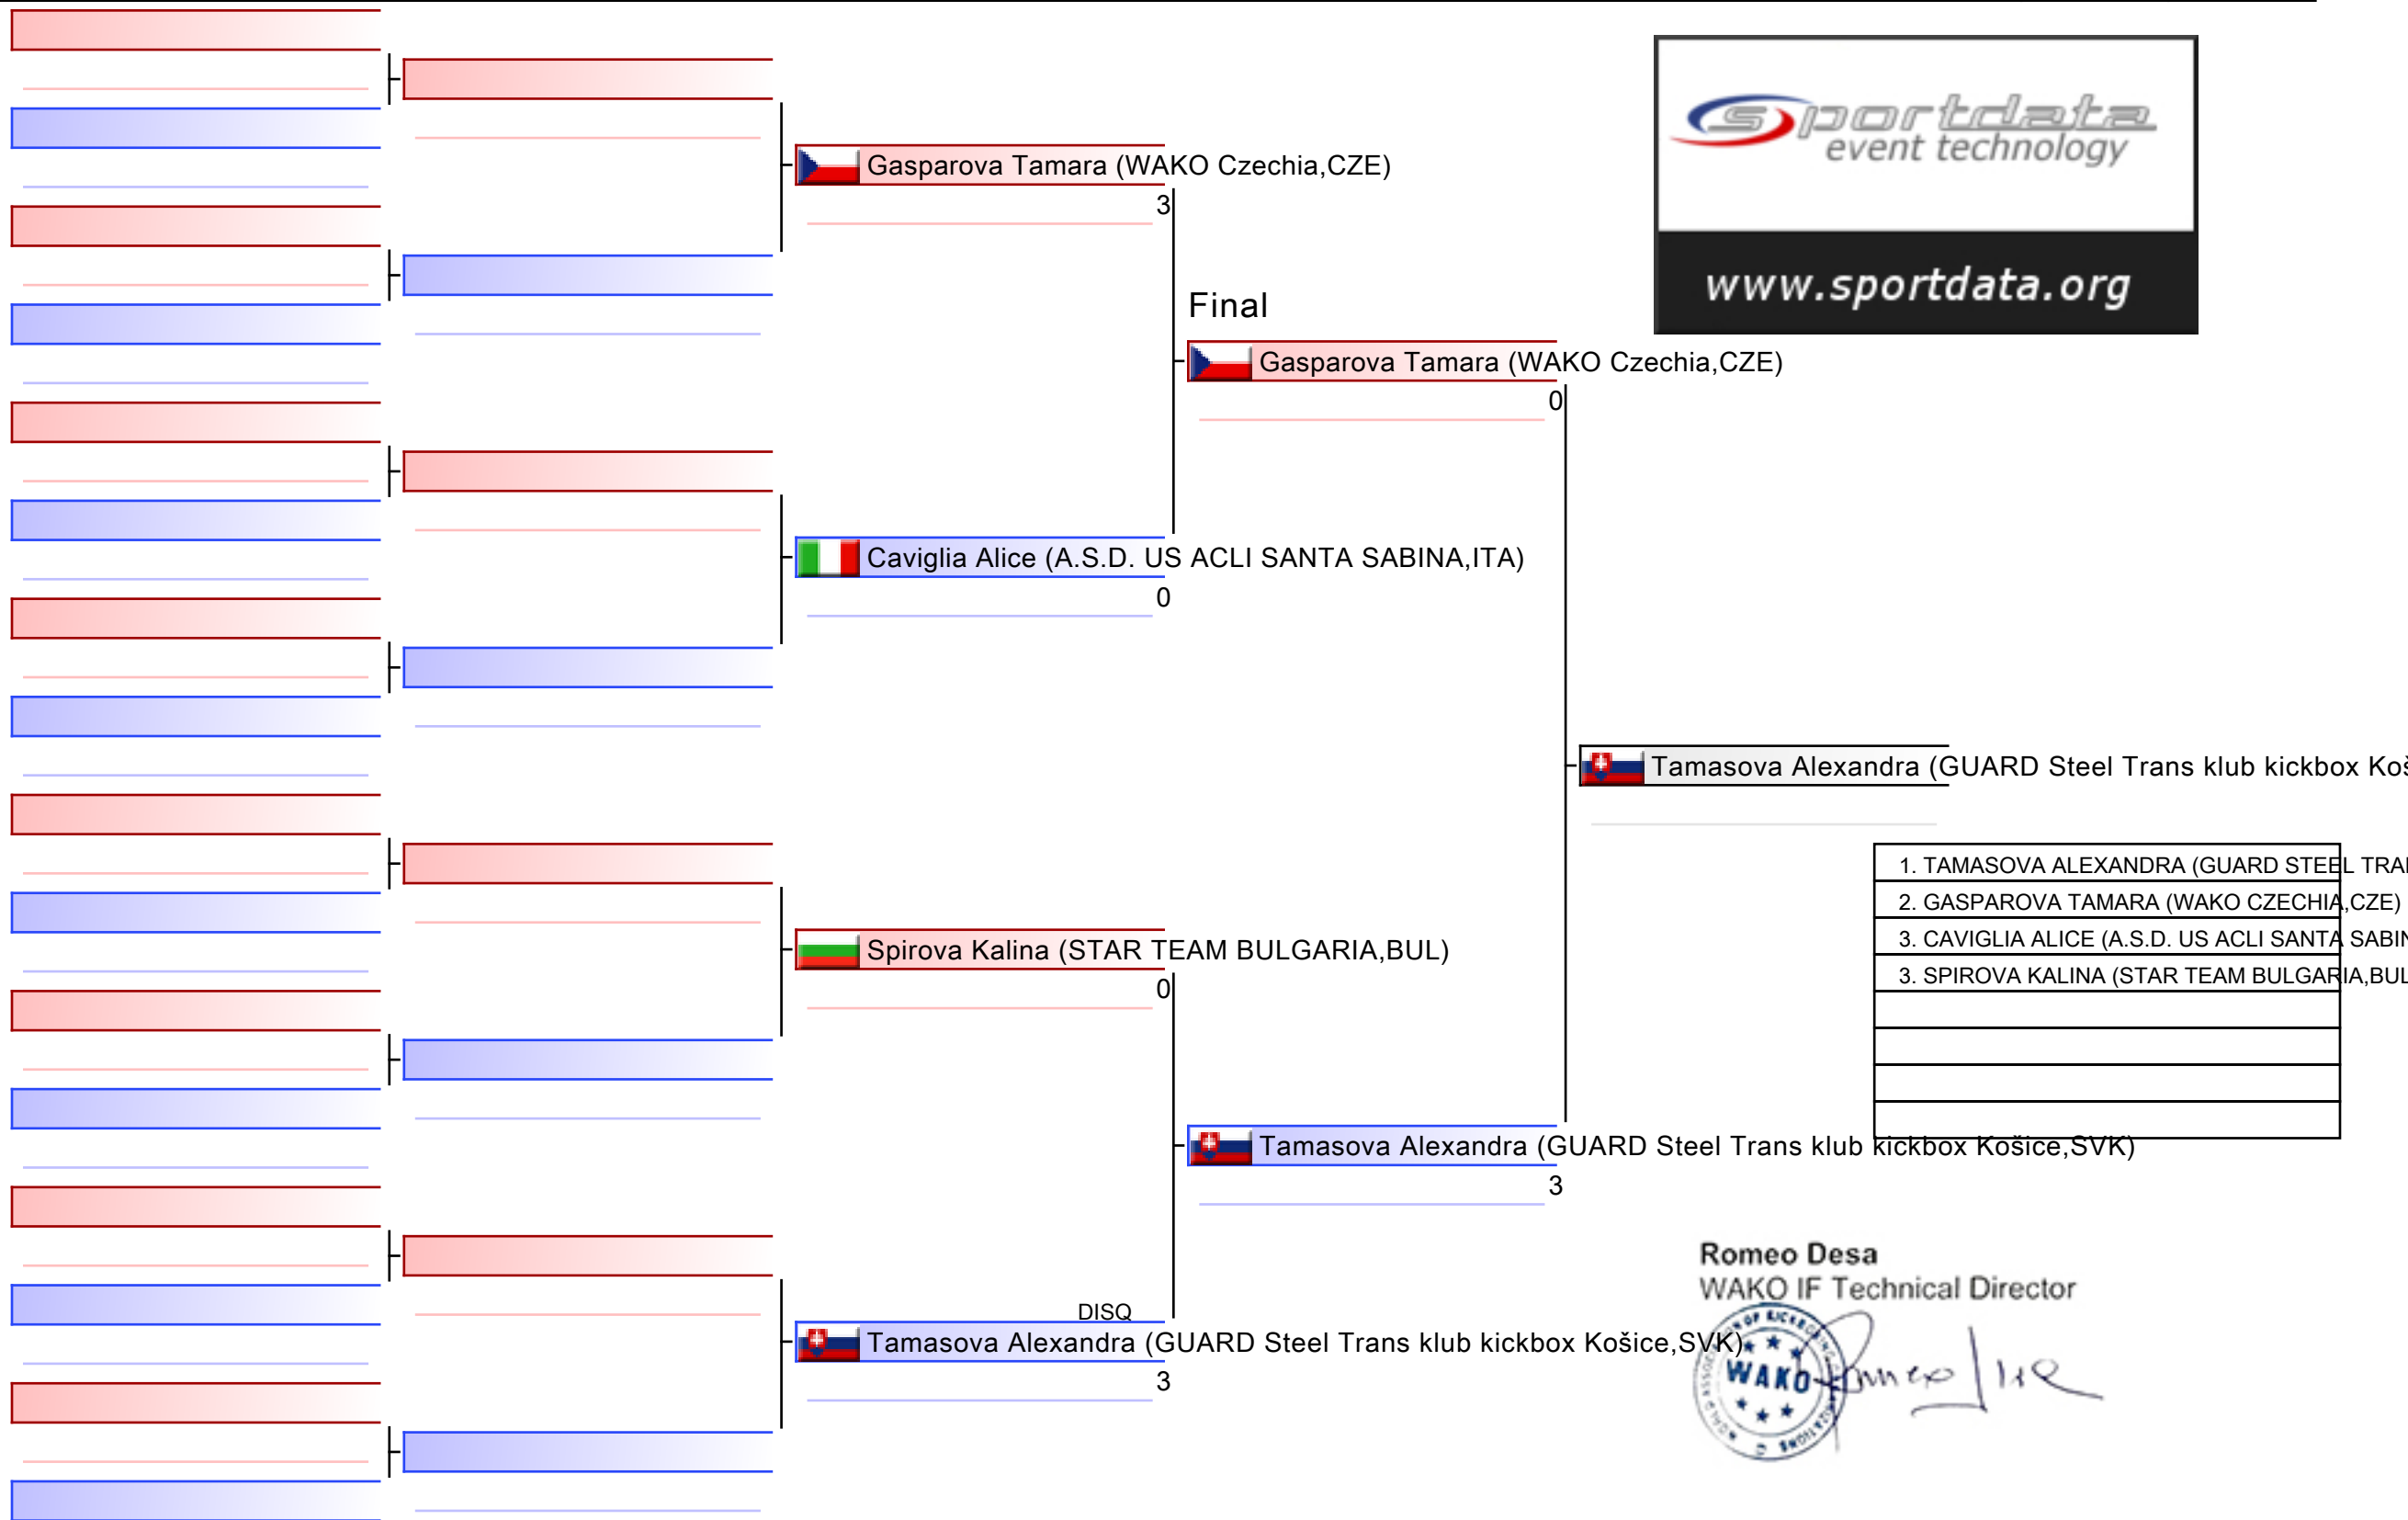 sportdata
event technology
www.sportdata.org
Gasparova Tamara (WAKO Czechia,CZE)
3
Final
Gasparova Tamara (WAKO Czechia,CZE)
0
Caviglia Alice (A.S.D. US ACLI SANTA SABINA,ITA)
0
Tamasova Alexandra (GUARD Steel Trans klub kickbox Koš
1. TAMASOVA ALEXANDRA (GUARD STEEL TRA
2. GASPAROVA TAMARA (WAKO CZECHIA,CZE)
3. CAVIGLIA ALICE (A.S.D. US ACLI SANTA SABIN
3. SPIROVA KALINA (STAR TEAM BULGARIA,BUL
Spirova Kalina (STAR TEAM BULGARIA,BUL)
0
Tamasova Alexandra (GUARD Steel Trans klub kickbox Košice,SVK)
3
DISQ
Tamasova Alexandra (GUARD Steel Trans klub kickbox Košice,SVK)
3
Romeo Desa
WAKO IF Technical Director
WAKO